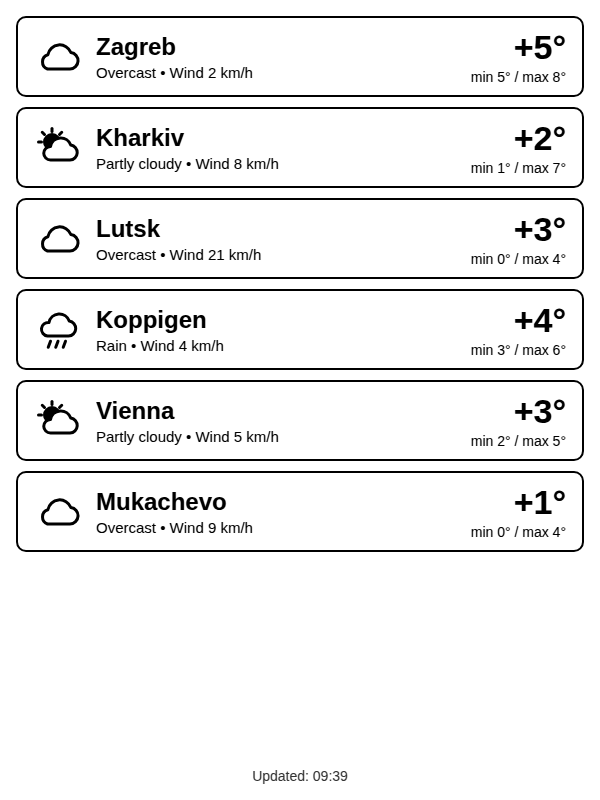 Zagreb
+5°
Overcast • Wind 2 km/h
min 5° / max 8°
Kharkiv
+2°
Partly cloudy • Wind 8 km/h
min 1° / max 7°
Lutsk
+3°
Overcast • Wind 21 km/h
min 0° / max 4°
Koppigen
+4°
Rain • Wind 4 km/h
min 3° / max 6°
Vienna
+3°
Partly cloudy • Wind 5 km/h
min 2° / max 5°
Mukachevo
+1°
Overcast • Wind 9 km/h
min 0° / max 4°
Updated: 09:39